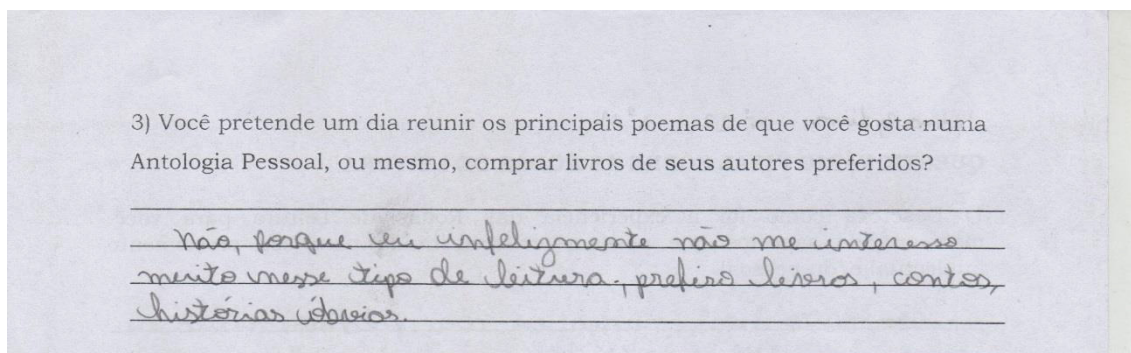 3) Você pretende um dia reunir os principais poemas de que você gosta numa
Antologia Pessoal, ou mesmo, comprar livros de seus autores preferidos?
Não, porque eu infelizmente não me interesso
muito nesse tipo de leitura, prefiro livros, contos,
histórias óbvias.